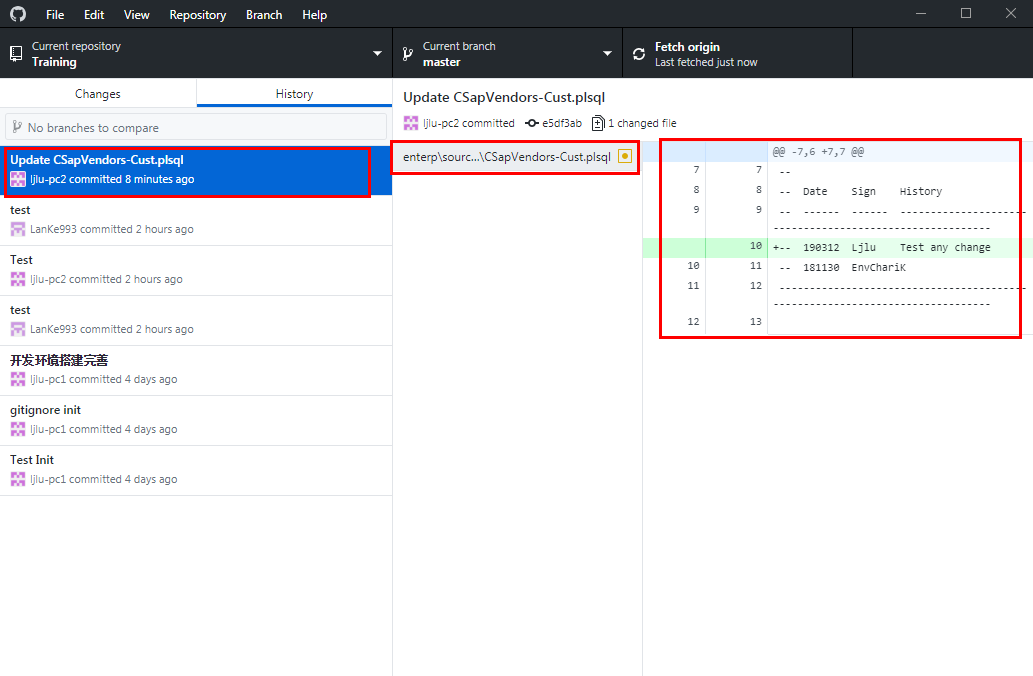 File Edit View Repository Branch Help
Current repository
Training
Current branch
master
Fetch origin
Last fetched just now
Changes
History
No branches to compare
Update CSapVendors-Cust.plsql
ljlu-pc2 committed 8 minutes ago
test
LanKe993 committed 2 hours ago
Test
ljlu-pc2 committed 2 hours ago
test
LanKe993 committed 2 hours ago
开发环境搭建完善
ljlu-pc1 committed 4 days ago
gitignore init
ljlu-pc1 committed 4 days ago
Test Init
ljlu-pc1 committed 4 days ago
Update CSapVendors-Cust.plsql
ljlu-pc2 committed e5df3ab 1 changed file
enterp\sourc...\CSapVendors-Cust.plsql
@@ -7,6 +7,7 @@
7 7 --
8 8 -- Date Sign History
9 9 -- ------ ------ ---------------------
------------------------------------
10 +-- 190312 Ljlu Test any change
10 11 -- 181130 EnvChariK
11 12 -----------------------------------------
------------------------------------
12 13